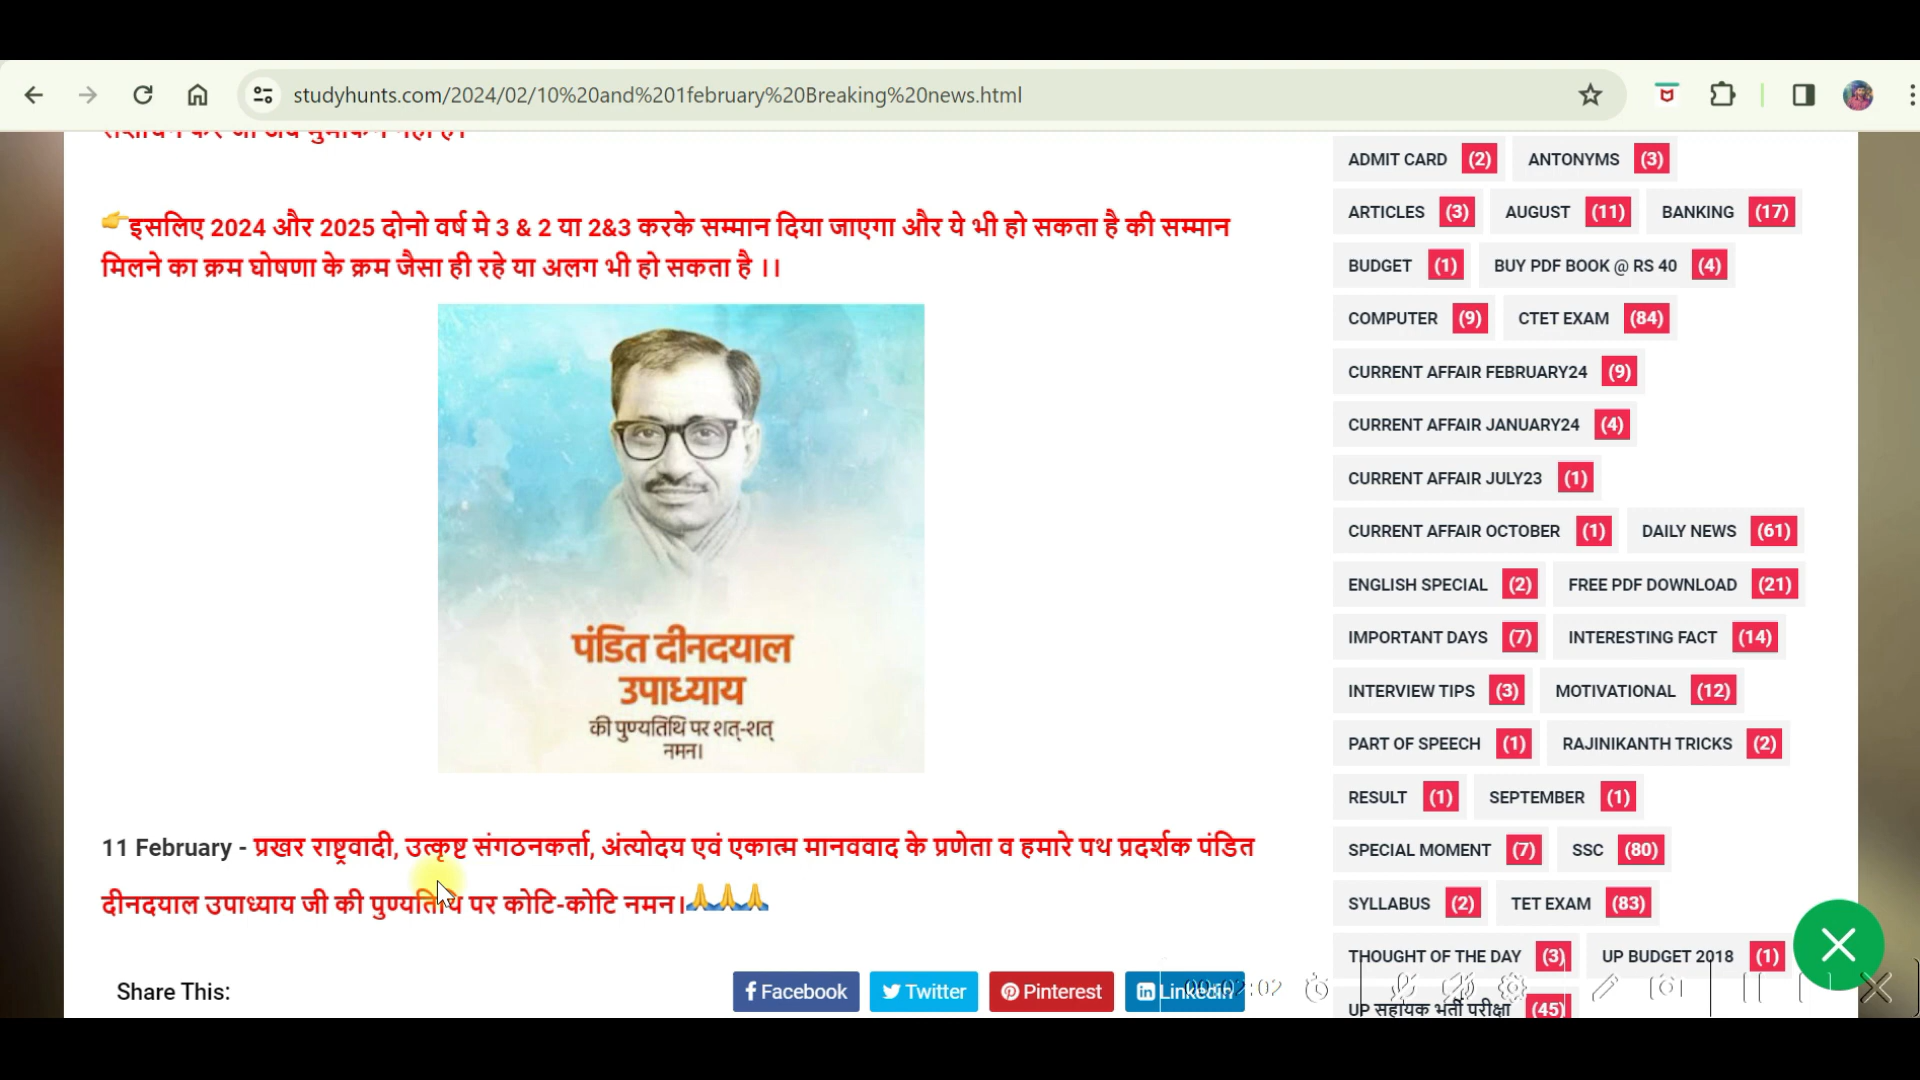 studyhunts.com/2024/02/10%20and%201february%20Breaking%20news.html
👉इसलिए 2024 और 2025 दोनो वर्ष मे 3 & 2 या 2&3 करके सम्मान दिया जाएगा और ये भी हो सकता है की सम्मान
मिलने का क्रम घोषणा के क्रम जैसा ही रहे या अलग भी हो सकता है ।।
पंडित दीनदयाल
उपाध्याय
की पुण्यतिथि पर शत्-शत्
नमन।
11 February - प्रखर राष्ट्रवादी, उत्कृष्ट संगठनकर्ता, अंत्योदय एवं एकात्म मानववाद के प्रणेता व हमारे पथ प्रदर्शक पंडित
दीनदयाल उपाध्याय जी की पुण्यतिथि पर कोटि-कोटि नमन।🙏🙏🙏
Share This:
Facebook Twitter Pinterest Linkedin
ADMIT CARD (2) ANTONYMS (3)
ARTICLES (3) AUGUST (11) BANKING (17)
BUDGET (1) BUY PDF BOOK @ RS 40 (4)
COMPUTER (9) CTET EXAM (84)
CURRENT AFFAIR FEBRUARY24 (9)
CURRENT AFFAIR JANUARY24 (4)
CURRENT AFFAIR JULY23 (1)
CURRENT AFFAIR OCTOBER (1) DAILY NEWS (61)
ENGLISH SPECIAL (2) FREE PDF DOWNLOAD (21)
IMPORTANT DAYS (7) INTERESTING FACT (14)
INTERVIEW TIPS (3) MOTIVATIONAL (12)
PART OF SPEECH (1) RAJINIKANTH TRICKS (2)
RESULT (1) SEPTEMBER (1)
SPECIAL MOMENT (7) SSC (80)
SYLLABUS (2) TET EXAM (83)
THOUGHT OF THE DAY (3) UP BUDGET 2018 (1)
UP सहायक भर्ती परीक्षा (45)